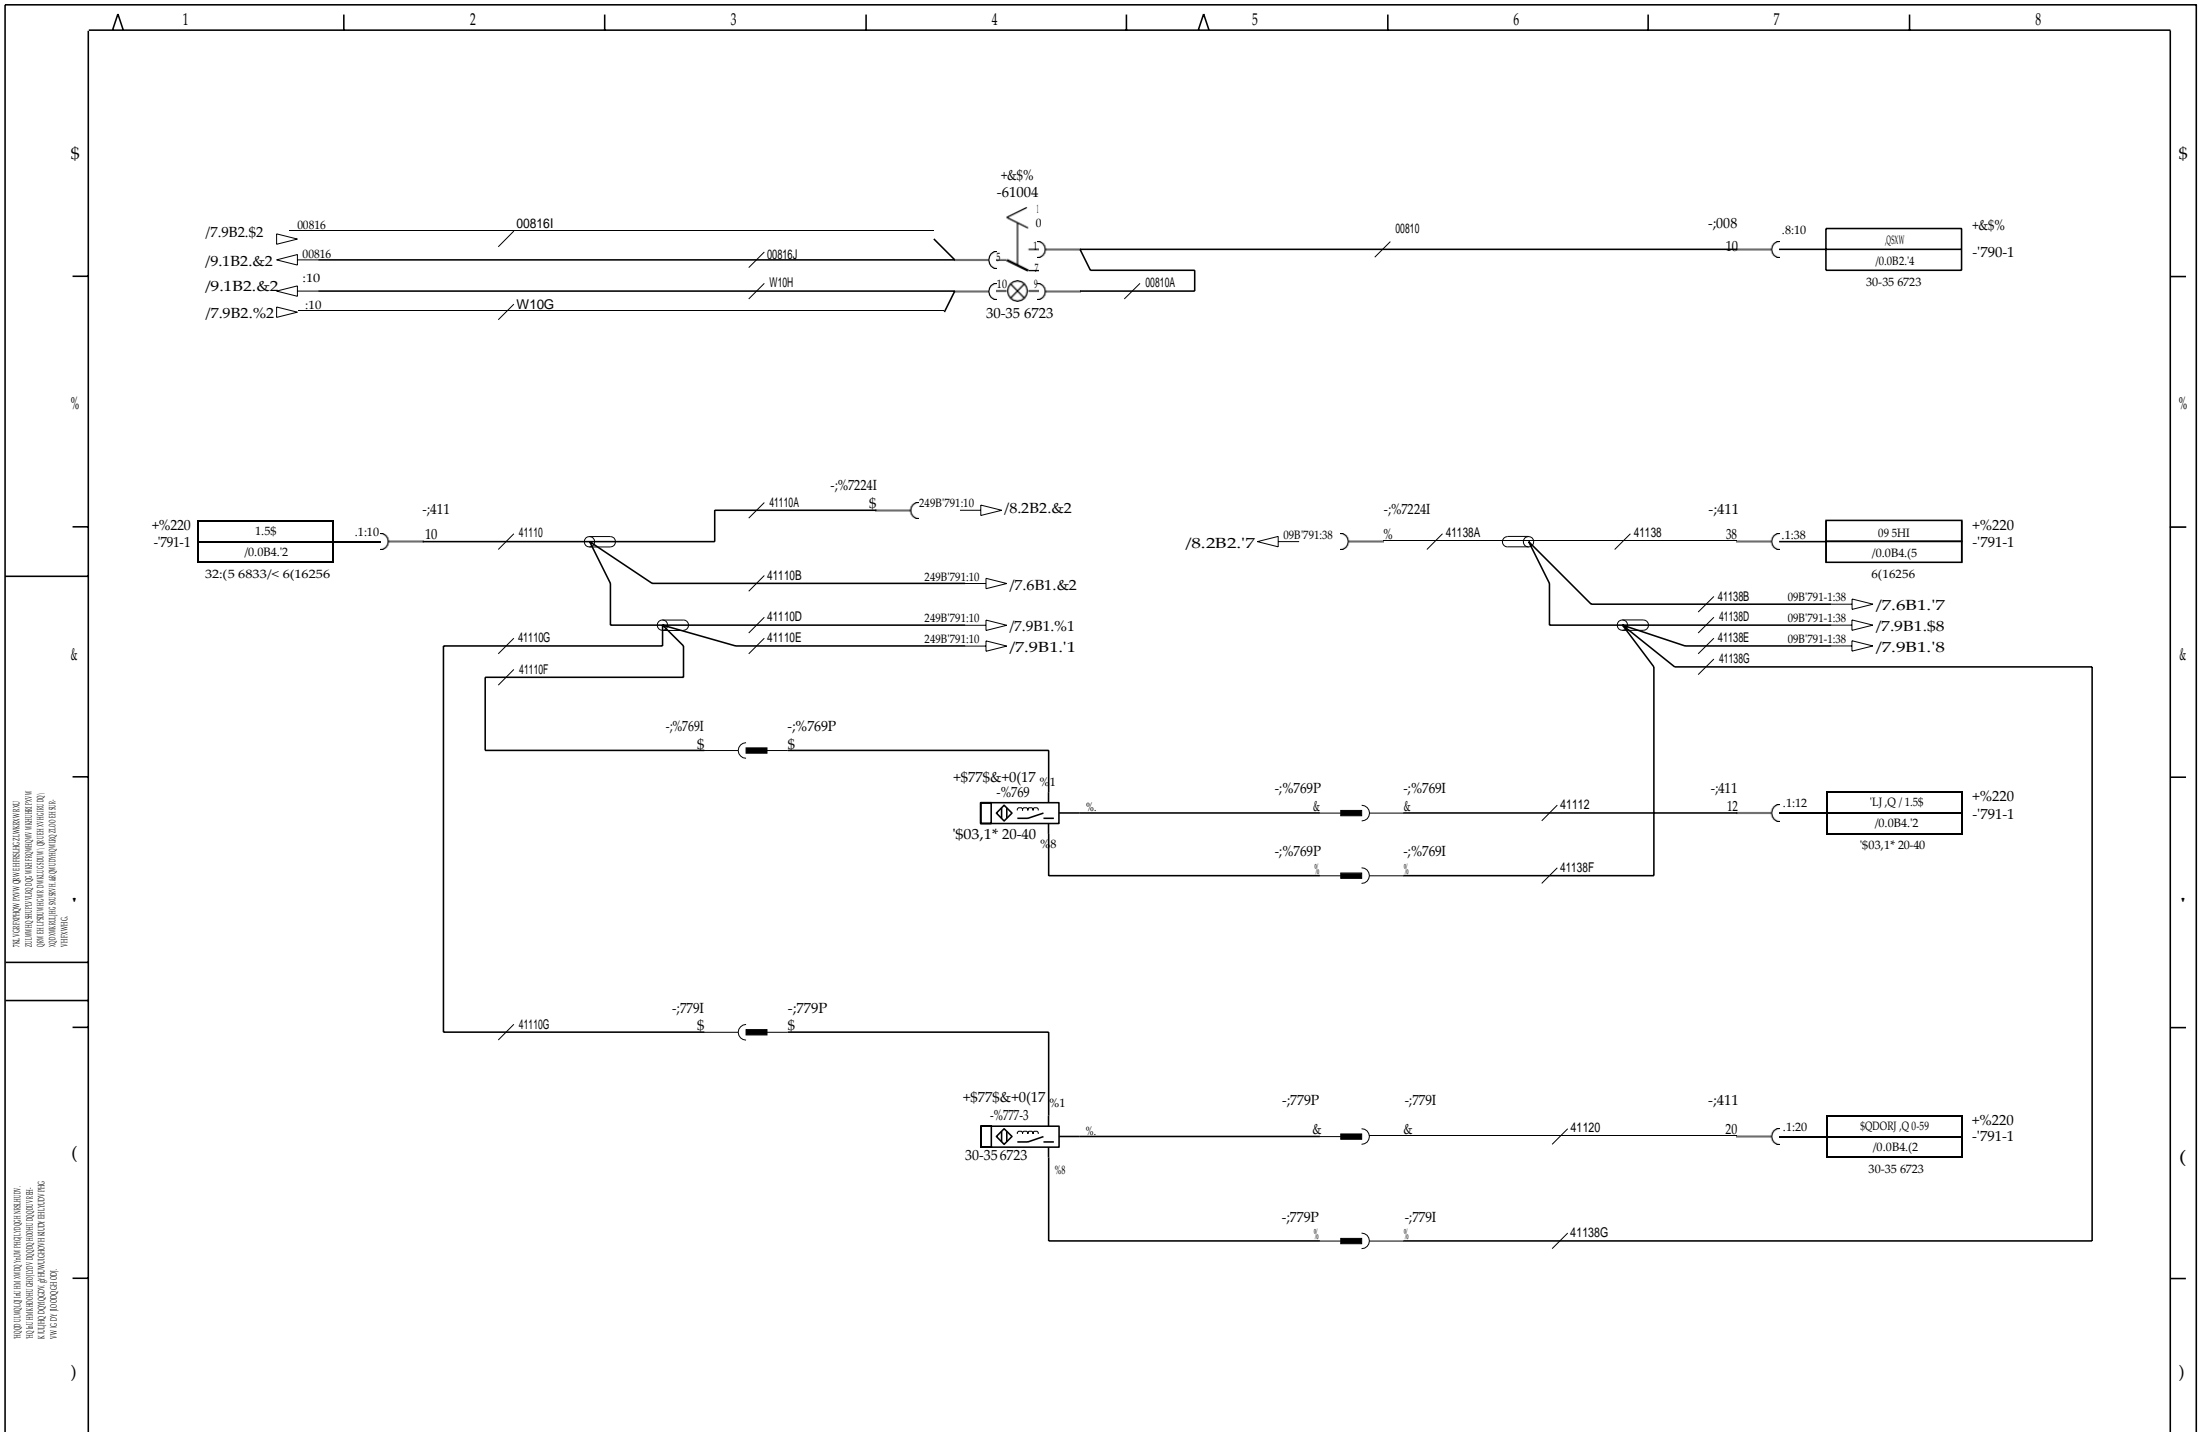 1 2 3 4 5 6 7 8
$ $
+&$%
-61004
1
0
/7.9B2.$2 00816 00816I
/9.1B2.&2 00816 00816J 5 1 00810 -;008 .8:10 ,QSXW +&$%
7 10 /0.0B2.'4 -'790-1
/9.1B2.&2 :10 W10H 10 9 00810A 30-35 6723
/7.9B2.%2 :10 W10G 30-35 6723
% %
-;%7224I
41110A $ 249B'791:10 /8.2B2.&2
+%220 1.5$ .1:10 -;411
-'791-1 /0.0B4.'2 10 41110
32:(5 6833/< 6(16256
41110B 249B'791:10 /7.6B1.&2
41110D 249B'791:10 /7.9B1.%1
41110G 41110E 249B'791:10 /7.9B1.'1
41110F
-;%7224I -;411
/8.2B2.'7 09B'791:38 % 41138A 41138 38 .1:38 09 5HI +%220
/0.0B4.(5 -'791-1
6(16256
41138B 09B'791-1:38 /7.6B1.'7
41138D 09B'791-1:38 /7.9B1.$8
41138E 09B'791-1:38 /7.9B1.'8
41138G
& &
-;%769I -;%769P
$ $
+$77$&+0(17 %1
-%769
%.
'$03,1* 20-40 %8
-;%769P -;%769I -;411
& & 41112 12 .1:12 'LJ ,Q / 1.5$ +%220
/0.0B4.'2 -'791-1
'$03,1* 20-40
-;%769P -;%769I
% % 41138F
' '
-;779I -;779P
41110G $ $
+$77$&+0(17 %1
-%777-3
%.
30-35 6723
%8
-;779P -;779I -;411
& & 41120 20 .1:20 $QDORJ ,Q 0-59 +%220
/0.0B4.(2 -'791-1
30-35 6723
-;779P -;779I
% % 41138G
( (
) )